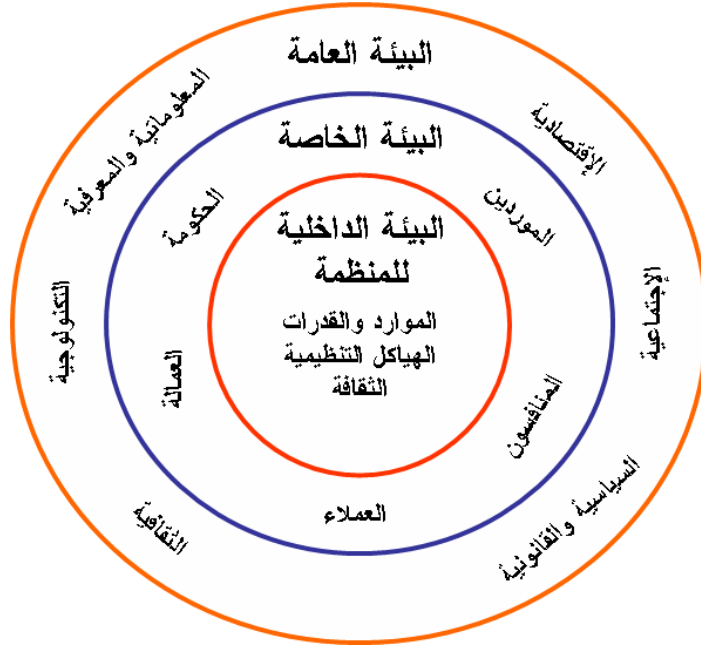 البيئة العامة
المعلوماتية والمعرفية
الإقتصادية
الإجتماعية
السياسية والقانونية
الثقافية
التكنولوجية
البيئة الخاصة
الحكومة
الموردين
المنافسون
العملاء
العمالة
البيئة الداخلية
للمنظمة
الموارد والقدرات
الهياكل التنظيمية
الثقافة